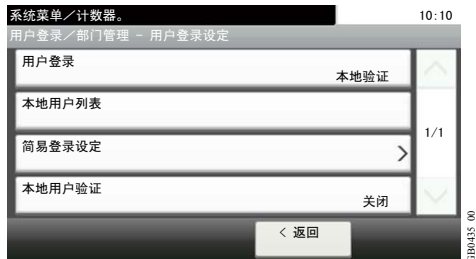 系统菜单／计数器。
10:10
用户登录／部门管理 - 用户登录设定
用户登录
本地验证
本地用户列表
1/1
简易登录设定
本地用户验证
关闭
< 返回
GB0435_00